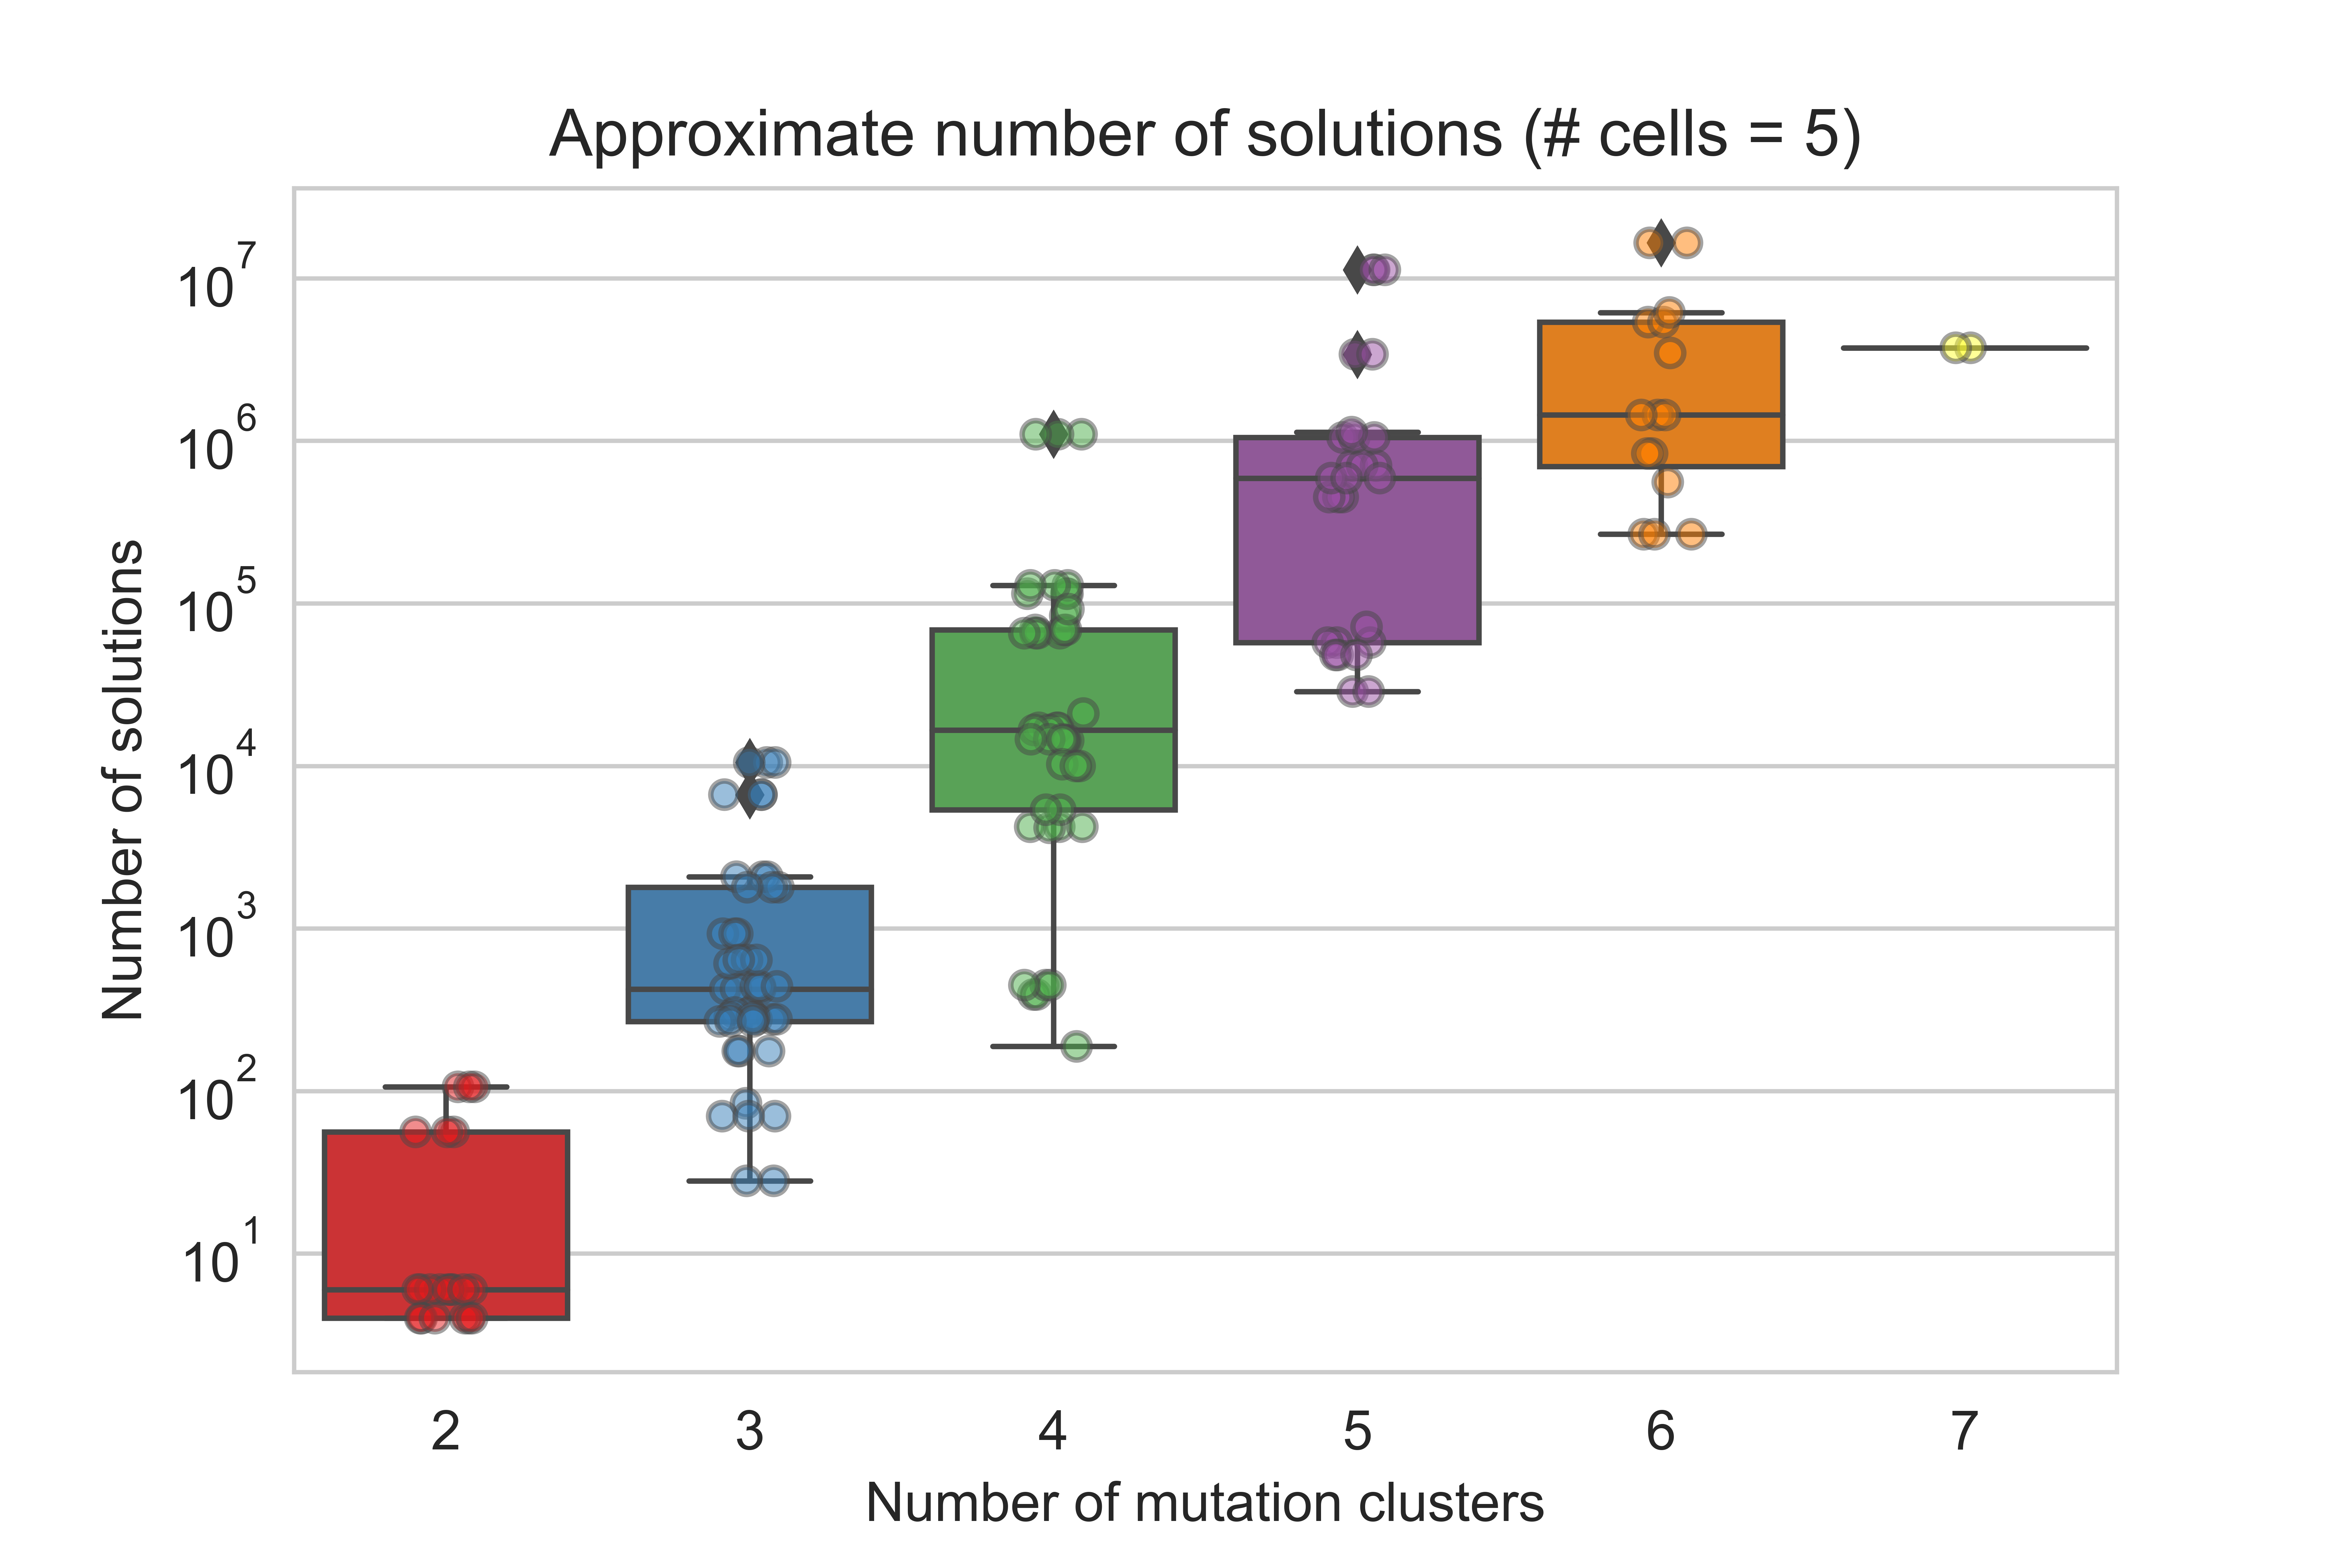 Approximate number of solutions (# cells = 5)
Number of solutions
10^7
10^6
10^5
10^4
10^3
10^2
10^1
2 3 4 5 6 7
Number of mutation clusters